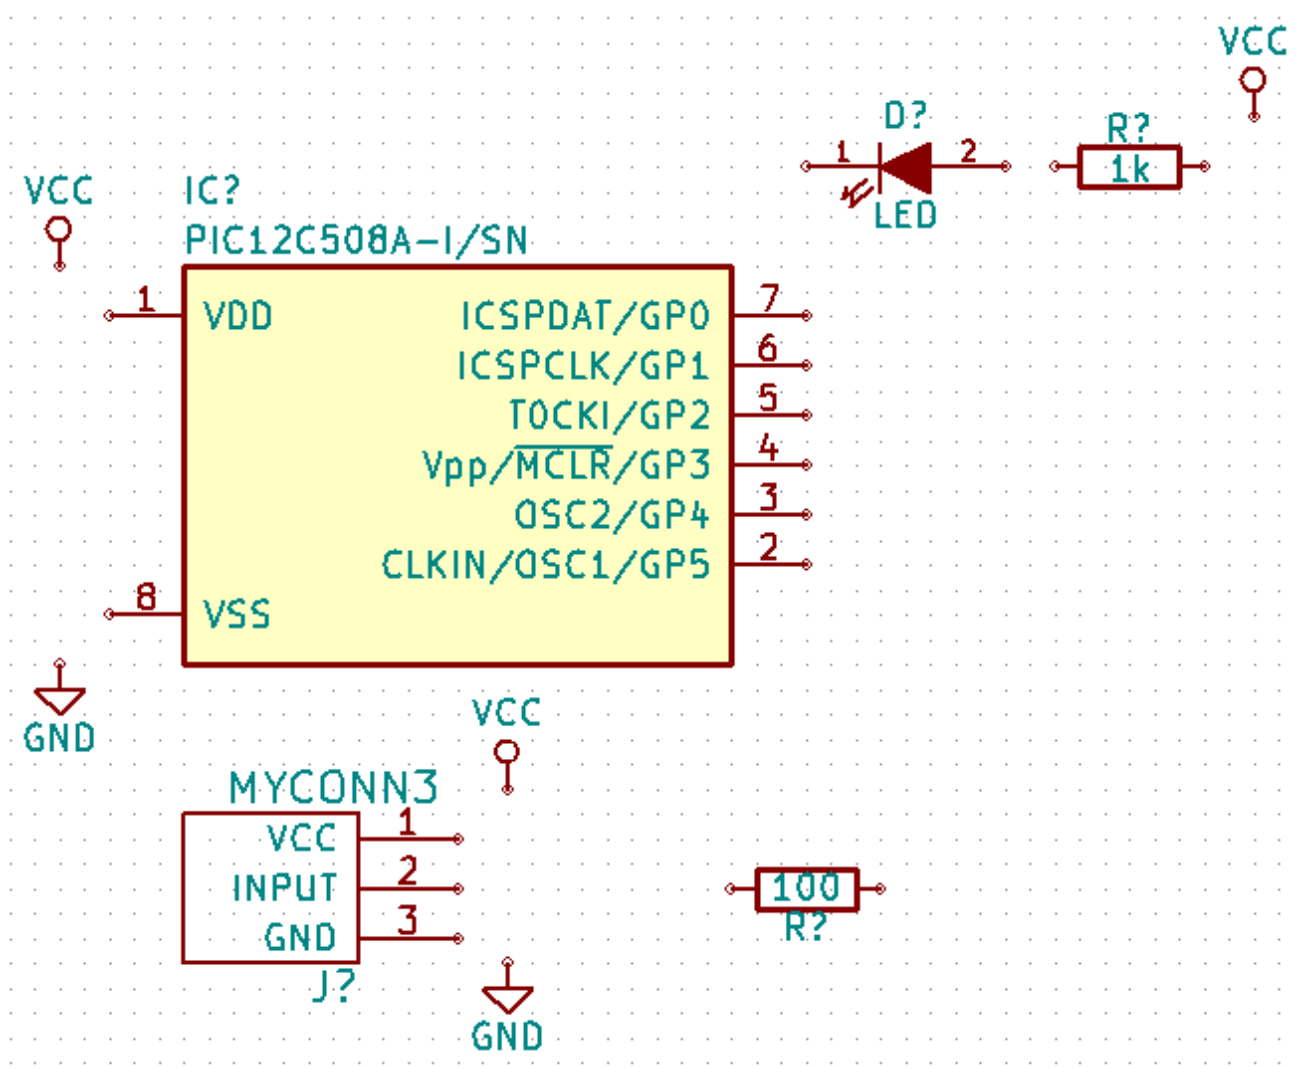 VCC
D?
R?
1 2
1k
VCC
IC?
LED
PIC12C508A-I/SN
1 VDD ICSPDAT/GP0 7
ICSPCLK/GP1 6
T0CKI/GP2 5
Vpp/MCLR/GP3 4
OSC2/GP4 3
CLKIN/OSC1/GP5 2
8 VSS
GND
VCC
MYCONN3
VCC 1
INPUT 2
100
GND 3
R?
J?
GND